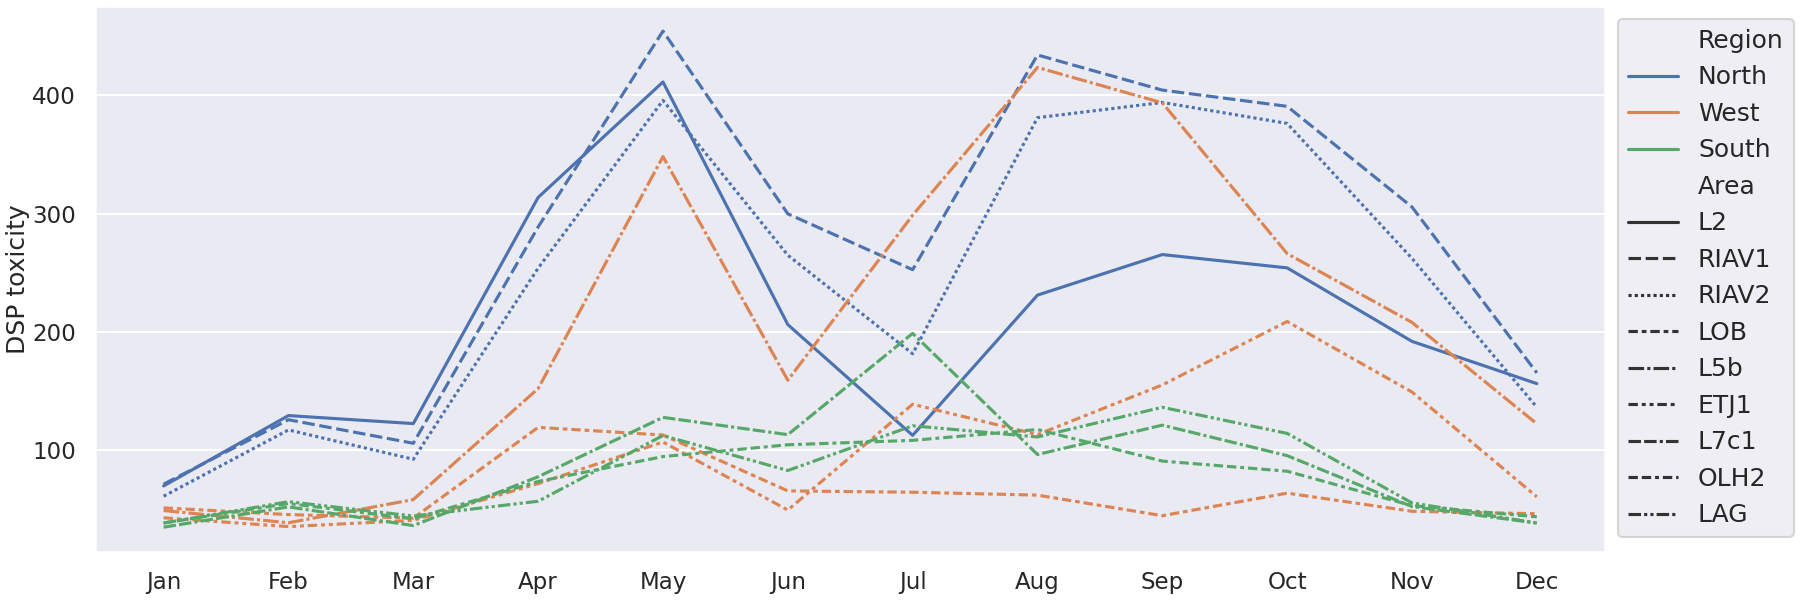 DSP toxicity
400
300
200
100
Jan Feb Mar Apr May Jun Jul Aug Sep Oct Nov Dec
Region
North
West
South
Area
L2
RIAV1
RIAV2
LOB
L5b
ETJ1
L7c1
OLH2
LAG